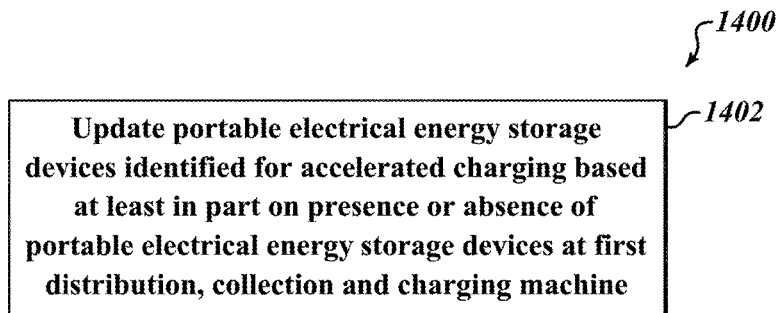 1400
1402
Update portable electrical energy storage
devices identified for accelerated charging based
at least in part on presence or absence of
portable electrical energy storage devices at first
distribution, collection and charging machine